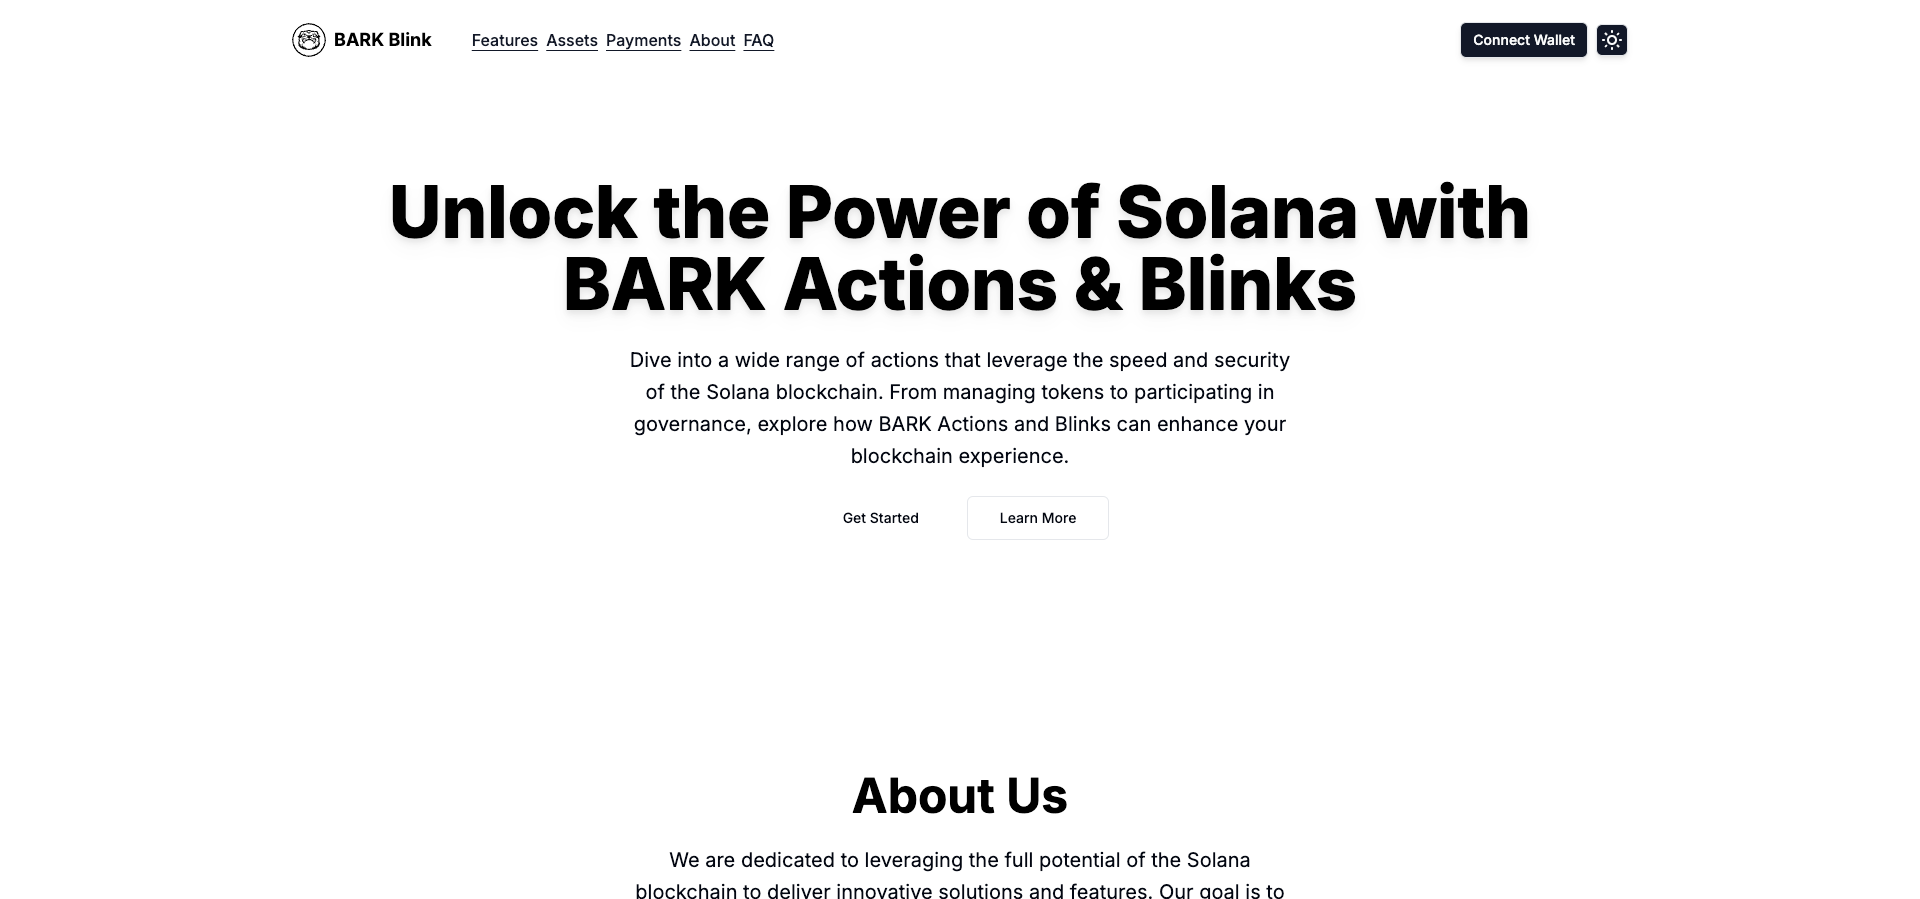 BARK Blink
Features Assets Payments About FAQ
Connect Wallet
Unlock the Power of Solana with
BARK Actions & Blinks
Dive into a wide range of actions that leverage the speed and security
of the Solana blockchain. From managing tokens to participating in
governance, explore how BARK Actions and Blinks can enhance your
blockchain experience.
Get Started
Learn More
About Us
We are dedicated to leveraging the full potential of the Solana
blockchain to deliver innovative solutions and features. Our goal is to